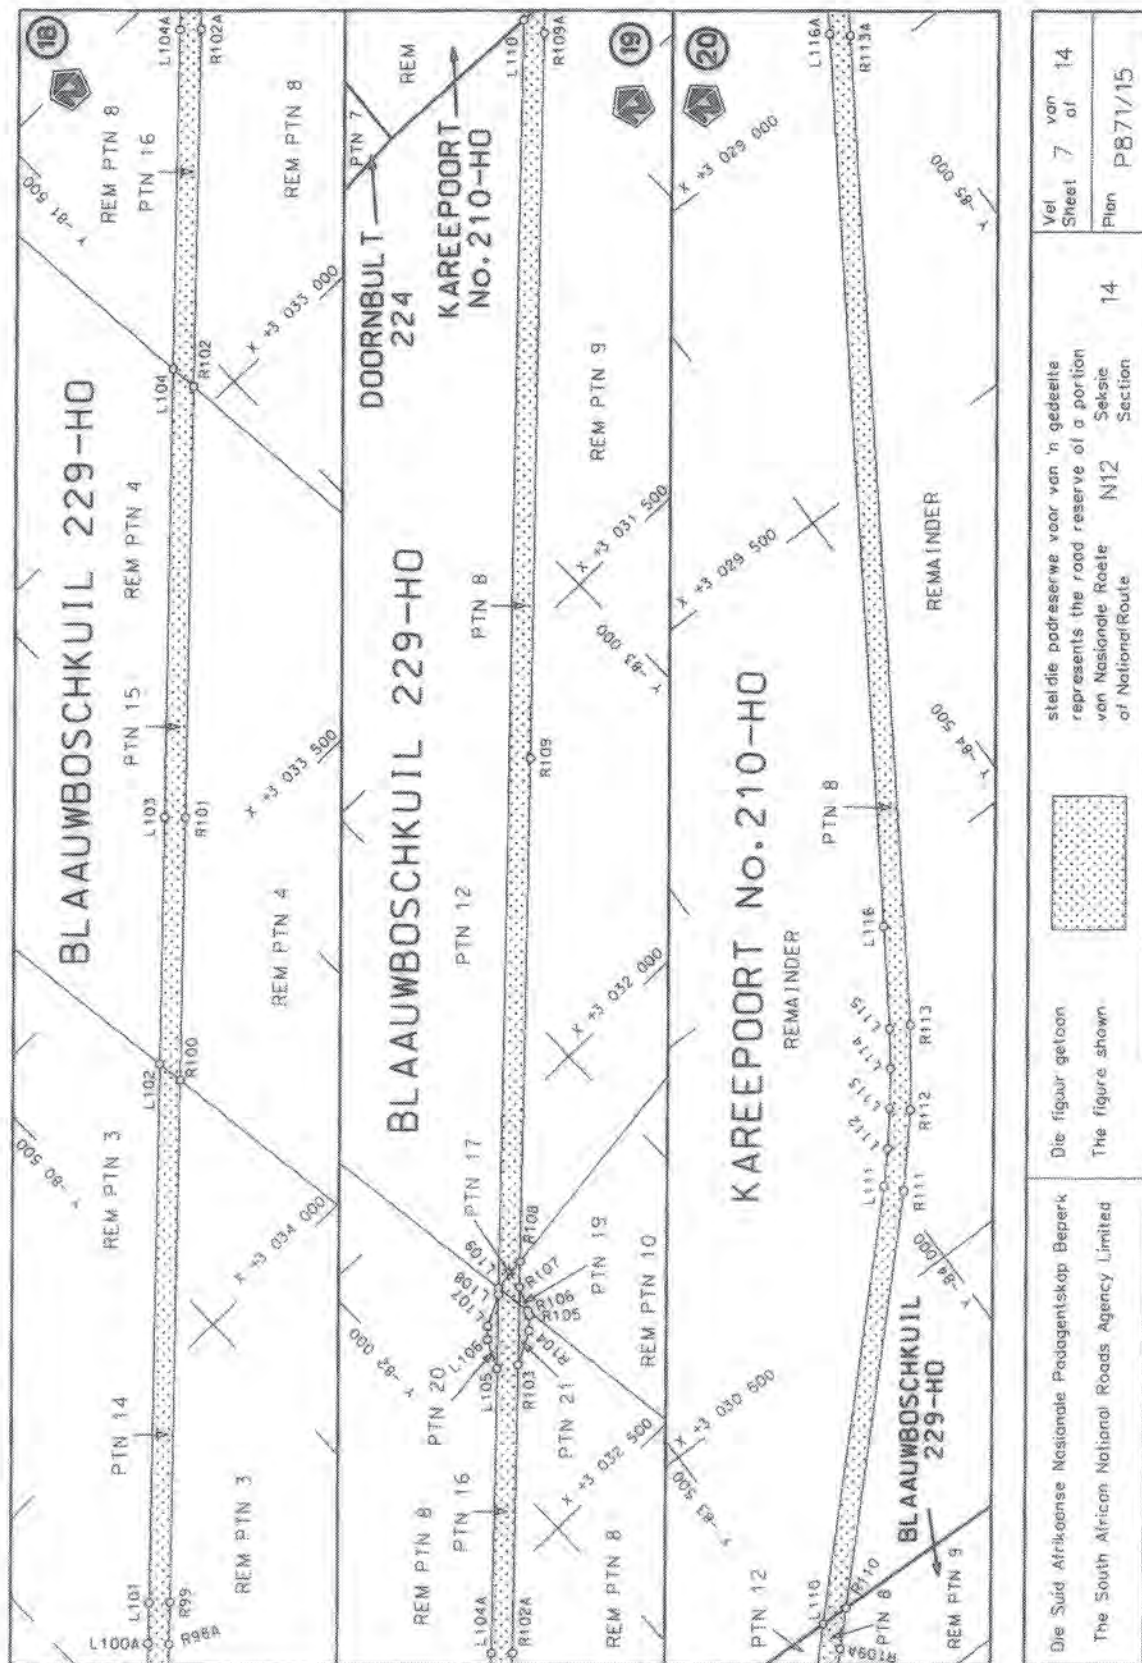 18
BLAAUWBOSCHKUIL 229-HO
L100A
L101
R99
PTN 14
REM PTN 3
REM PTN 3
Y -80 500
X +3 034 000
L102
R100
L103
R101
PTN 15
REM PTN 4
REM PTN 4
X +3 033 500
L104
R102
X +3 033 000
Y -81 500
REM PTN 8
PTN 16
REM PTN 8
L104A
R102A
19
BLAAUWBOSCHKUIL 229-HO
L104A
R102A
REM PTN 8
PTN 16
REM PTN 8
PTN 20
L105
L106
L107
L108
L109
R103
R104
R105
R106
R107
R108
PTN 21
PTN 19
PTN 17
REM PTN 10
Y -82 000
X +3 032 500
PTN 12
X +3 032 000
R109
PTN 8
Y -83 000
X +3 031 500
REM PTN 9
DOORNBULT
224
PTN 7
REM
KAREEPOORT
No.210-HO
L110
R109A
20
KAREEPOORT No.210-HO
REMAINDER
PTN 12
L110
R110
R109A
PTN 8
REM PTN 9
BLAAUWBOSCHKUIL
229-HO
Y -83 500
X +3 030 500
Y -84 000
L111
R111
L112
L113
R112
L114
L115
R113
L116
PTN 8
Y -84 500
X +3 029 500
REMAINDER
X +3 029 000
Y -85 000
L116A
R113A
Die Suid Afrikaanse Nasionale Padagentskap Beperk
The South African National Roads Agency Limited
Die figuur getoon
The figure shown
stel die padreserwe voor van 'n gedeelte
represents the road reserve of a portion
van Nasionale Roete N12 Seksie 14
of National Route Section
Vel 7 van 14
Sheet of
Plan P871/15